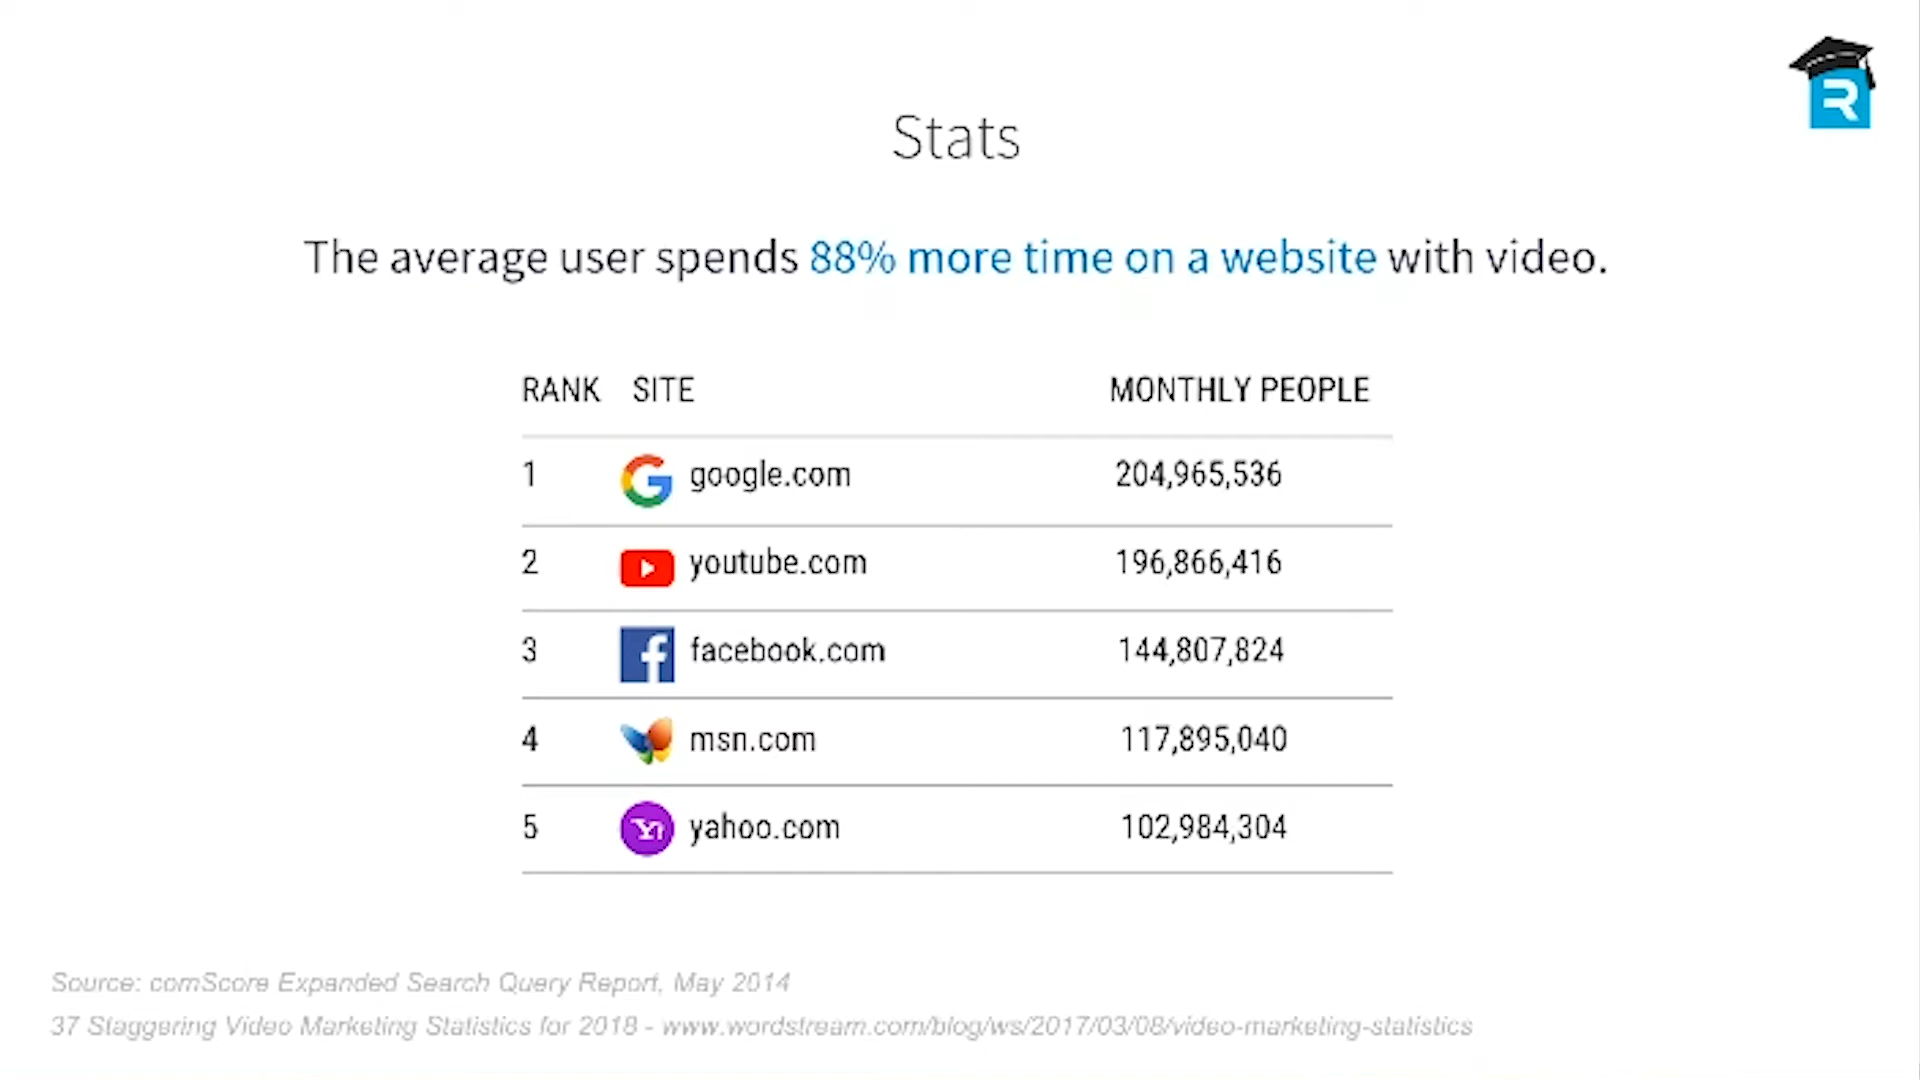 R
Stats
The average user spends 88% more time on a website with video.
RANK SITE MONTHLY PEOPLE
1 google.com 204,965,536
2 youtube.com 196,866,416
3 facebook.com 144,807,824
4 msn.com 117,895,040
5 yahoo.com 102,984,304
Source: comScore Expanded Search Query Report, May 2014
37 Staggering Video Marketing Statistics for 2018 - www.wordstream.com/blog/ws/2017/03/08/video-marketing-statistics